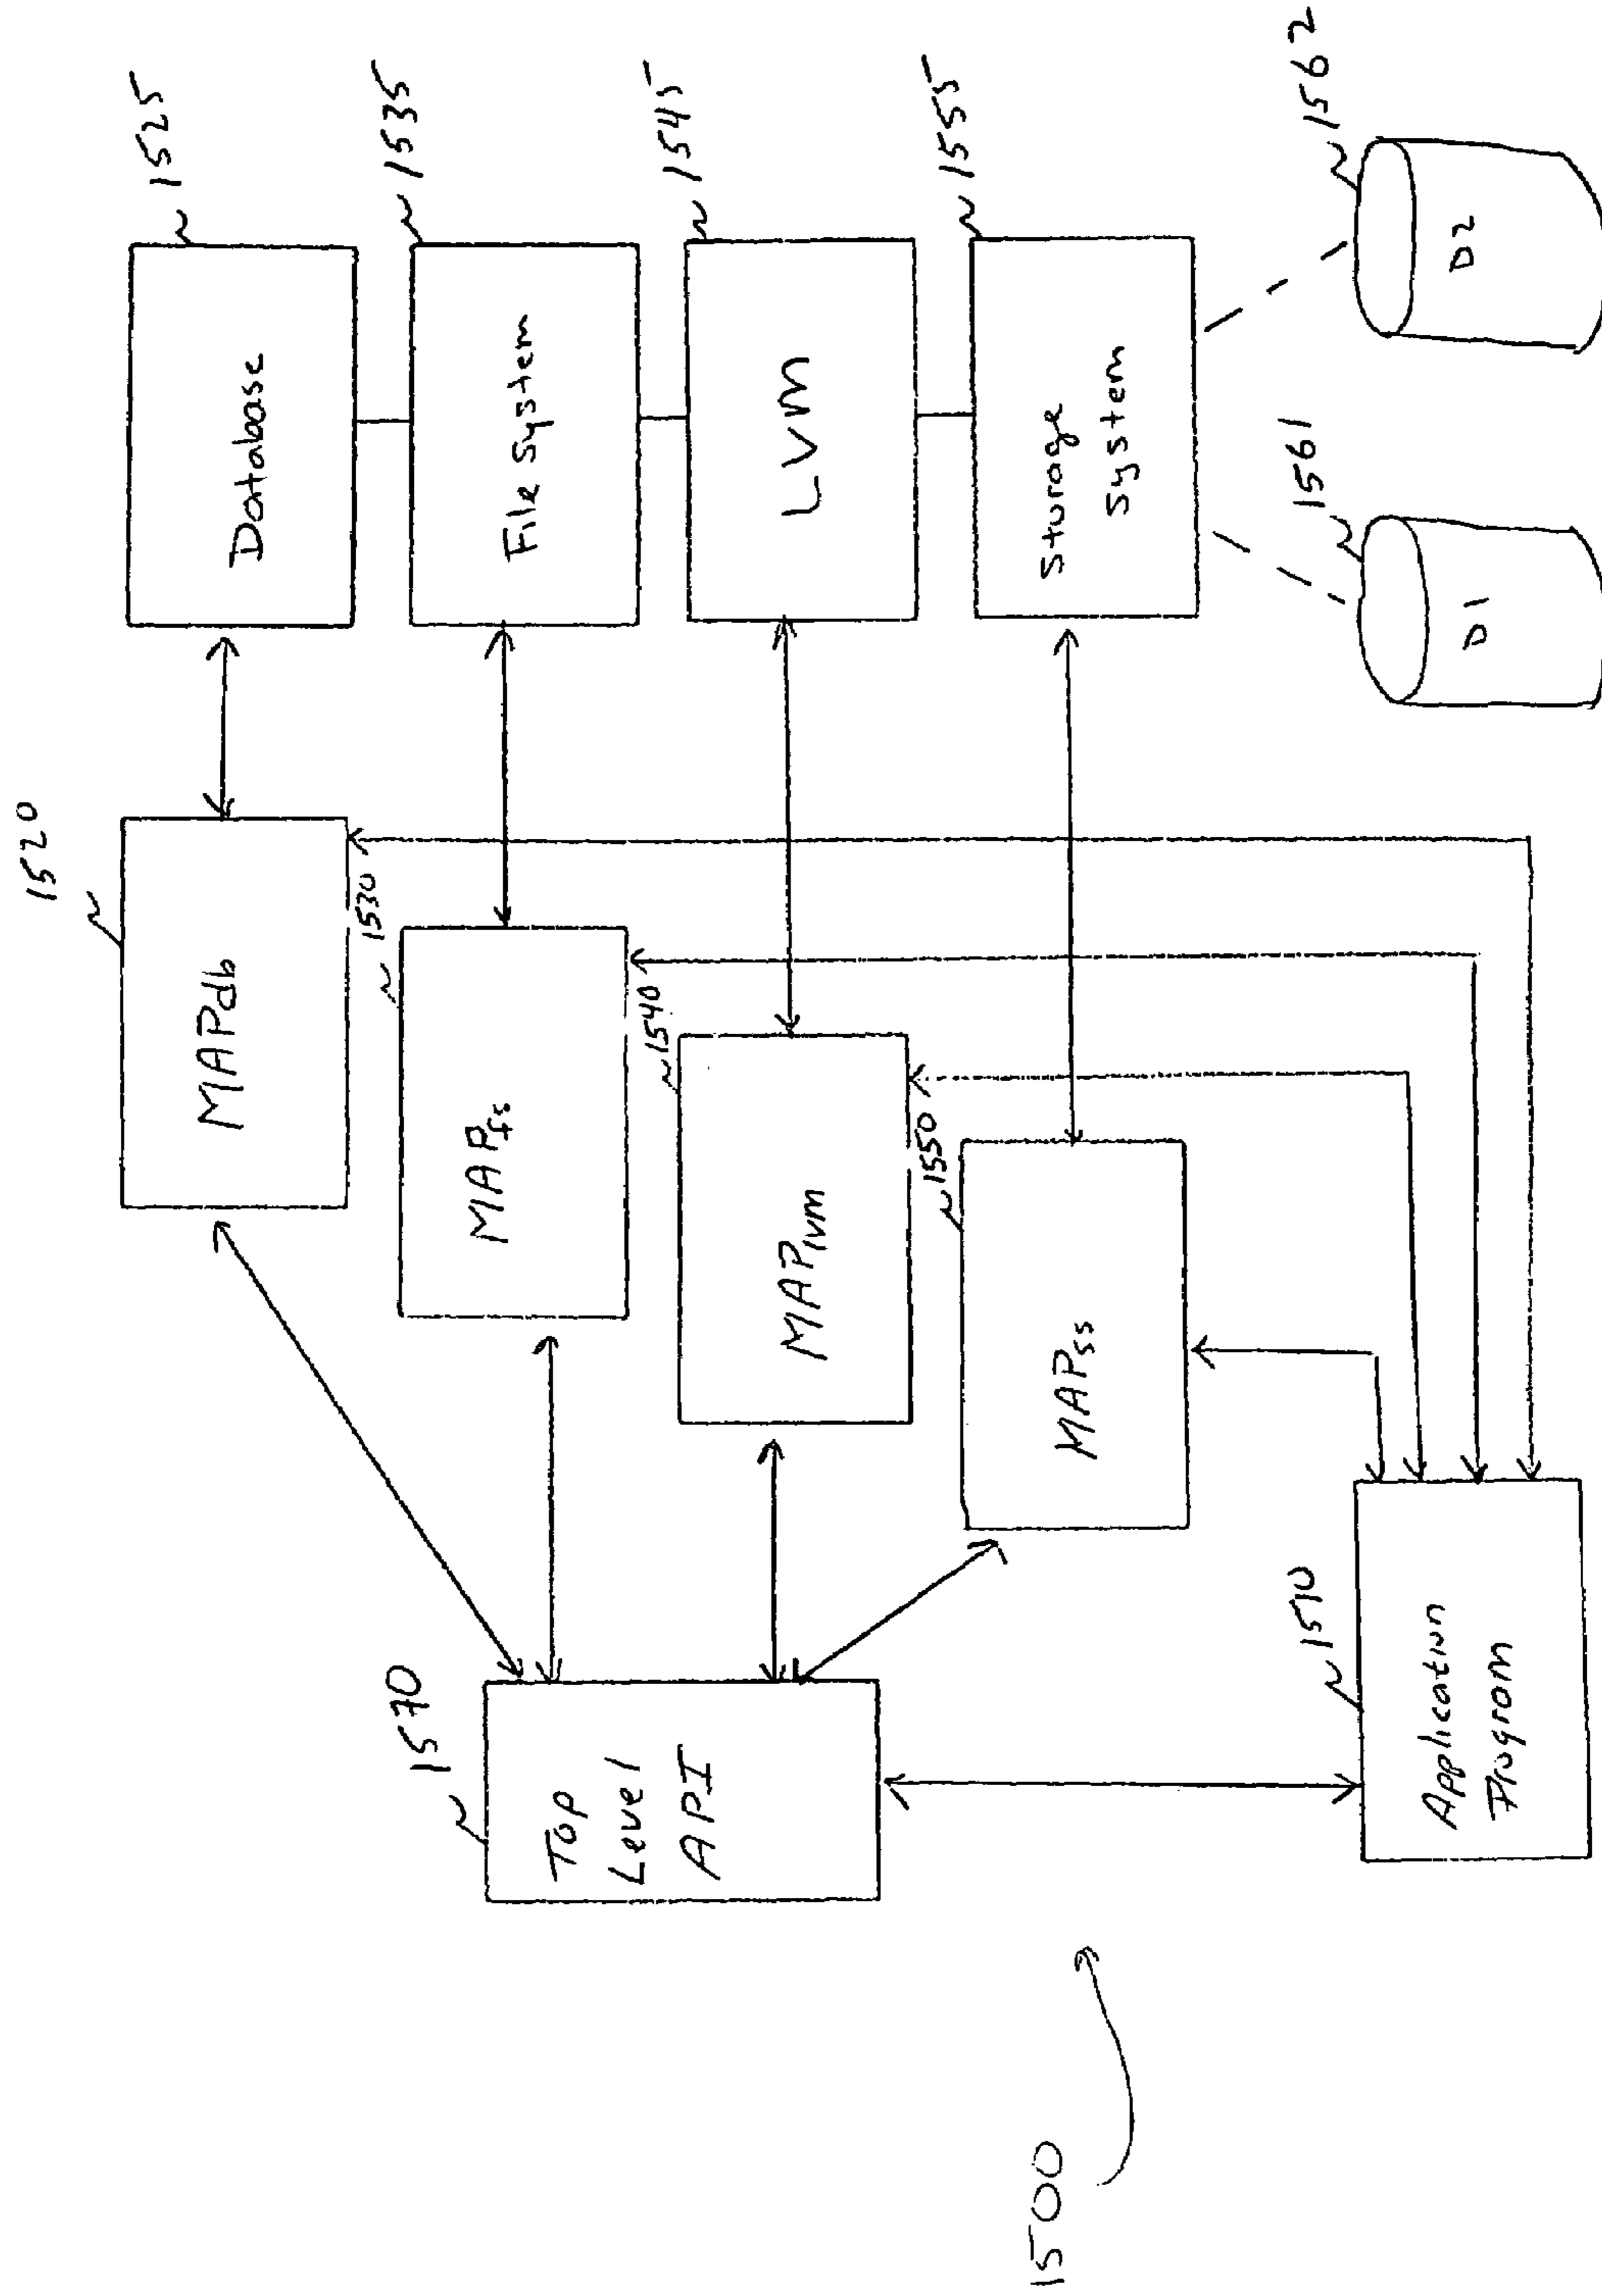 1520
1525
MAPdb
Database
1530
1535
1570
MAPfs
File System
Top
Level
API
1540
1545
MAPlvm
LVM
1550
1555
MAPss
Storage
System
1500
1510
1561
1562
Application
Program
D1
D2